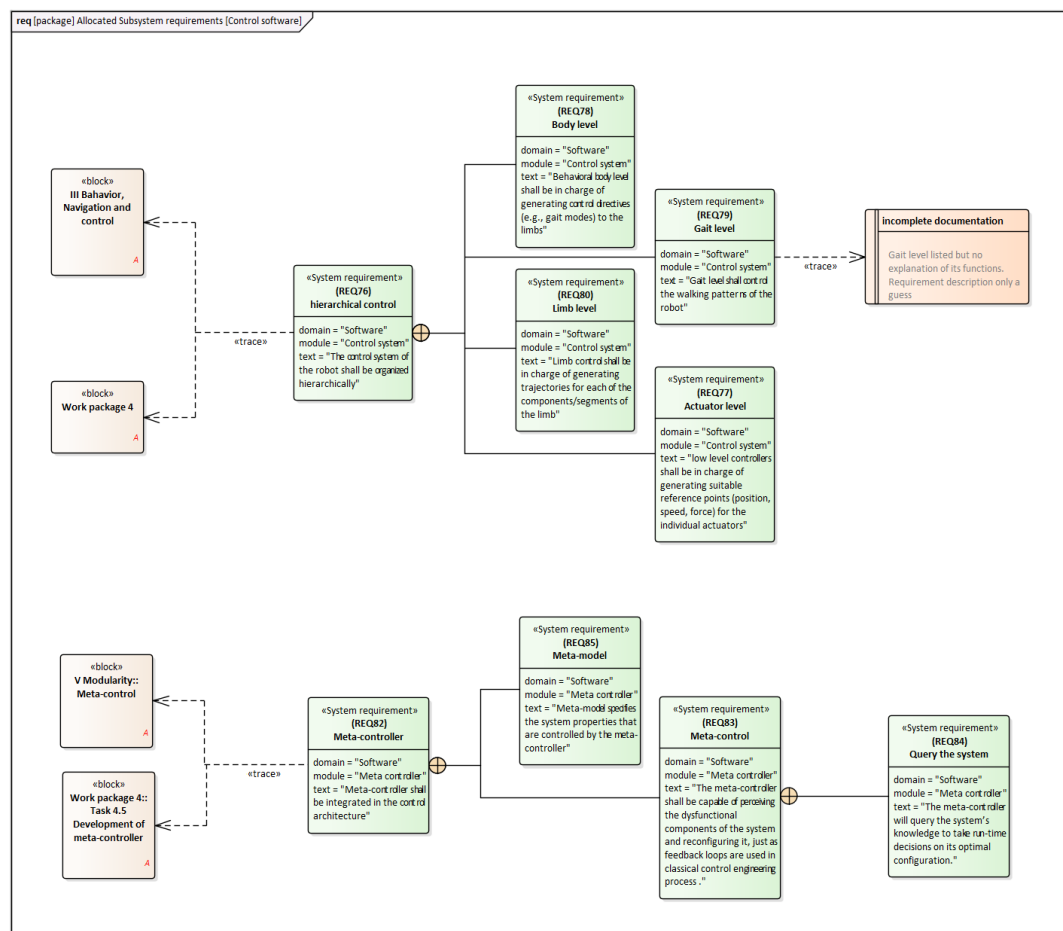 req [package] Allocated Subsystem requirements [Control software]
«System requirement»
(REQ78)
Body level
domain = "Software"
module = "Control system"
text = "Behavioral body level
shall be in charge of
generating control directives
(e.g., gait modes) to the
limbs"
«block»
III Bahavior,
Navigation and
control
A
«System requirement»
(REQ79)
Gait level
domain = "Software"
module = "Control system"
text = "Gait level shall control
the walking patterns of the
robot"
«trace»
incomplete documentation
Gait level listed but no
explanation of its functions.
Requirement description only a
guess
«System requirement»
(REQ76)
hierarchical control
domain = "Software"
module = "Control system"
text = "The control system of
the robot shall be organized
hierarchically"
«trace»
«System requirement»
(REQ80)
Limb level
domain = "Software"
module = "Control system"
text = "Limb control shall be
in charge of generating
trajectories for each of the
components/segments of
the limb"
«block»
Work package 4
A
«System requirement»
(REQ77)
Actuator level
domain = "Software"
module = "Control system"
text = "low level controllers
shall be in charge of
generating suitable
reference points (position,
speed, force) for the
individual actuators"
«System requirement»
(REQ85)
Meta-model
domain = "Software"
module = "Meta controller"
text = "Meta-model specifies
the system properties that
are controlled by the meta-
controller"
«block»
V Modularity::
Meta-control
A
«System requirement»
(REQ82)
Meta-controller
domain = "Software"
module = "Meta controller"
text = "Meta-controller shall
be integrated in the control
architecture"
«trace»
«System requirement»
(REQ83)
Meta-control
domain = "Software"
module = "Meta controller"
text = "The meta-controller
shall be capable of perceiving
the dysfunctional
components of the system
and reconfiguring it, just as
feedback loops are used in
classical control engineering
process ."
«System requirement»
(REQ84)
Query the system
domain = "Software"
module = "Meta controller"
text = "The meta-controller
will query the system's
knowledge to take run-time
decisions on its optimal
configuration."
«block»
Work package 4::
Task 4.5
Development of
meta-controller
A